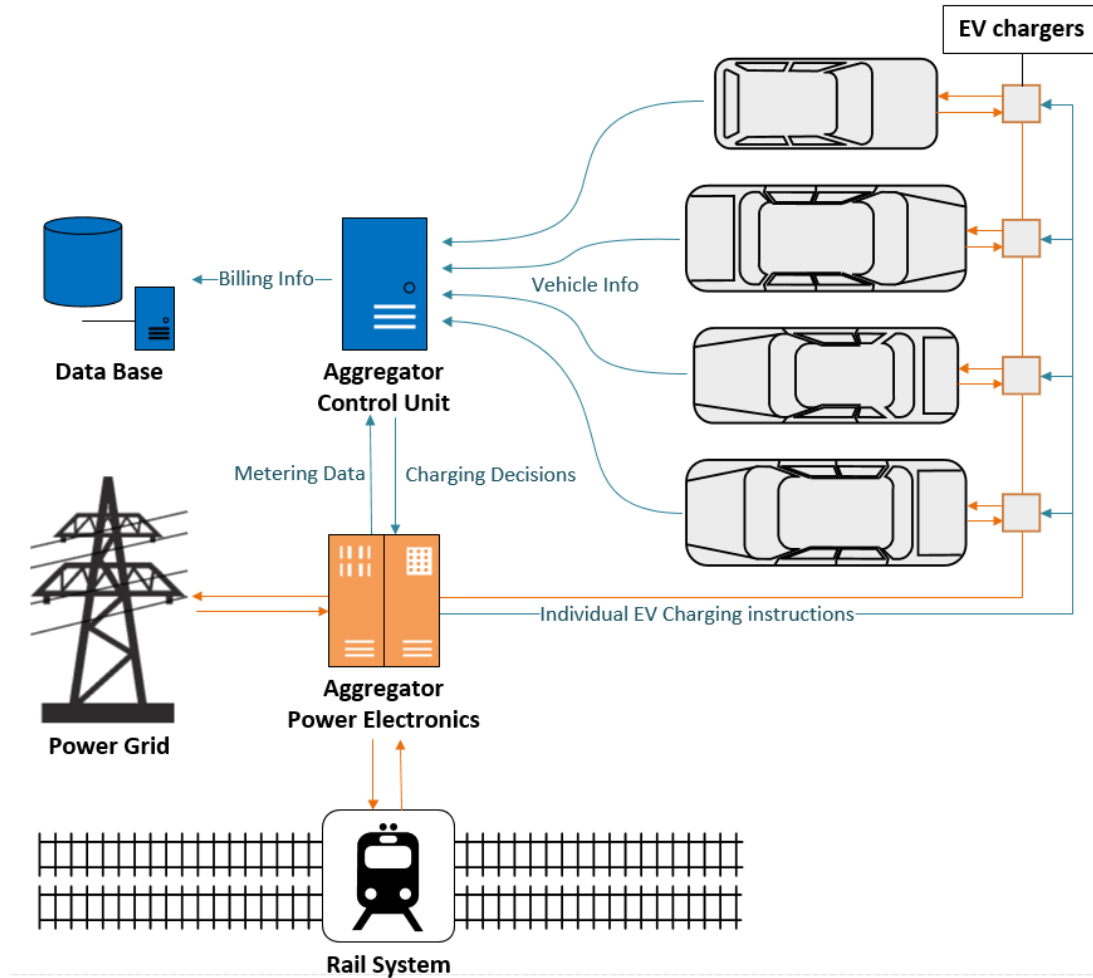 EV chargers
Billing Info
Vehicle Info
Data Base
Aggregator
Control Unit
Metering Data
Charging Decisions
Individual EV Charging instructions
Aggregator
Power Electronics
Power Grid
Rail System